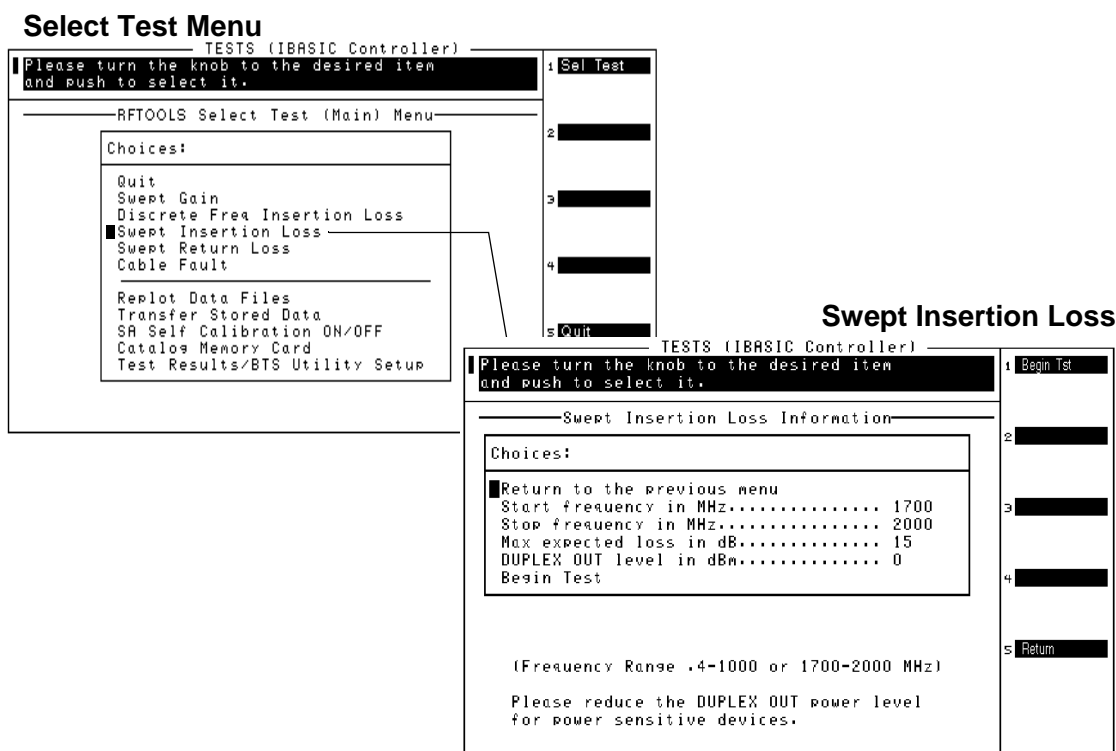 Select Test Menu
TESTS (IBASIC Controller)
Please turn the knob to the desired item
and push to select it.
1 Sel Test
RFTOOLS Select Test (Main) Menu
2
Choices:
Quit
Swept Gain
3
Discrete Freq Insertion Loss
Swept Insertion Loss
Swept Return Loss
Cable Fault
4
Replot Data Files
Transfer Stored Data
SA Self Calibration ON/OFF
5 Quit
Catalog Memory Card
Test Results/BTS Utility Setup
Swept Insertion Loss
TESTS (IBASIC Controller)
Please turn the knob to the desired item
and push to select it.
1 Begin Tst
Swept Insertion Loss Information
2
Choices:
Return to the previous menu
Start frequency in MHz............... 1700
3
Stop frequency in MHz................ 2000
Max expected loss in dB.............. 15
DUPLEX OUT level in dBm.............. 0
Begin Test
4
5 Return
(Frequency Range .4-1000 or 1700-2000 MHz)
Please reduce the DUPLEX OUT power level
for power sensitive devices.